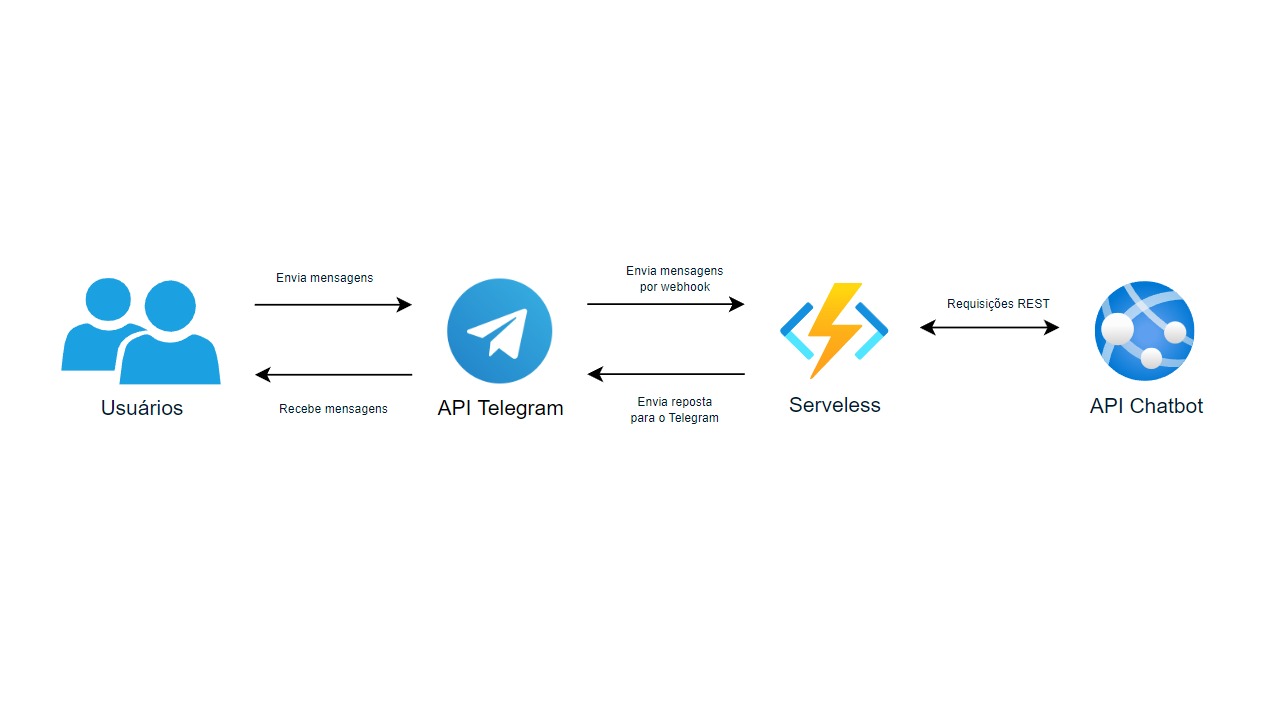 Envia mensagens
Recebe mensagens
Usuários
API Telegram
Envia mensagens
por webhook
Envia reposta
para o Telegram
Serveless
Requisições REST
API Chatbot